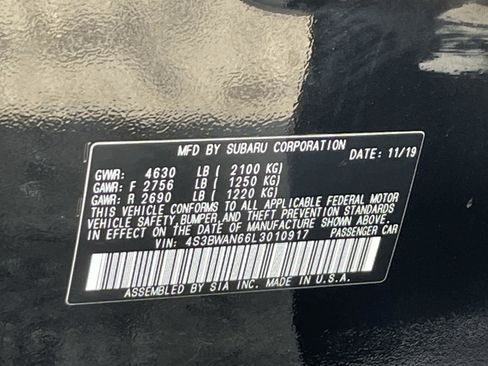 MFD BY SUBARU CORPORATION DATE: 11/19
GVWR: 4630 LB ( 2100 KG)
GAWR: F 2756 LB ( 1250 KG)
GAWR: R 2690 LB ( 1220 KG)
THIS VEHICLE CONFORMS TO ALL APPLICABLE FEDERAL MOTOR
VEHICLE SAFETY,BUMPER,AND THEFT PREVENTION STANDARDS
IN EFFECT ON THE DATE OF MANUFACTURE SHOWN ABOVE.
VIN: 4S3BWAN66L3010917 PASSENGER CAR
ASSEMBLED BY SIA INC. MADE IN U.S.A.